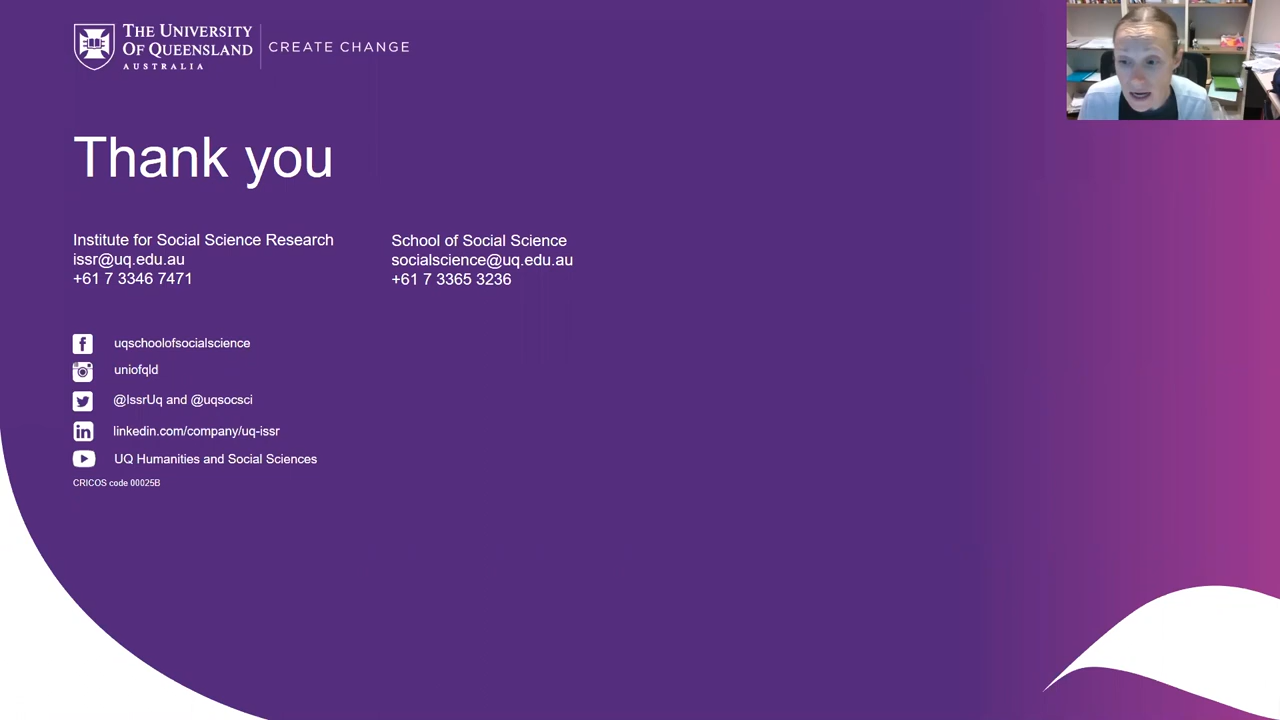 THE UNIVERSITY
OF QUEENSLAND
AUSTRALIA
CREATE CHANGE
Thank you
Institute for Social Science Research
issr@uq.edu.au
+61 7 3346 7471
School of Social Science
socialscience@uq.edu.au
+61 7 3365 3236
uqschoolofsocialscience
uniofqld
@IssrUq and @uqsocsci
linkedin.com/company/uq-issr
UQ Humanities and Social Sciences
CRICOS code 00025B